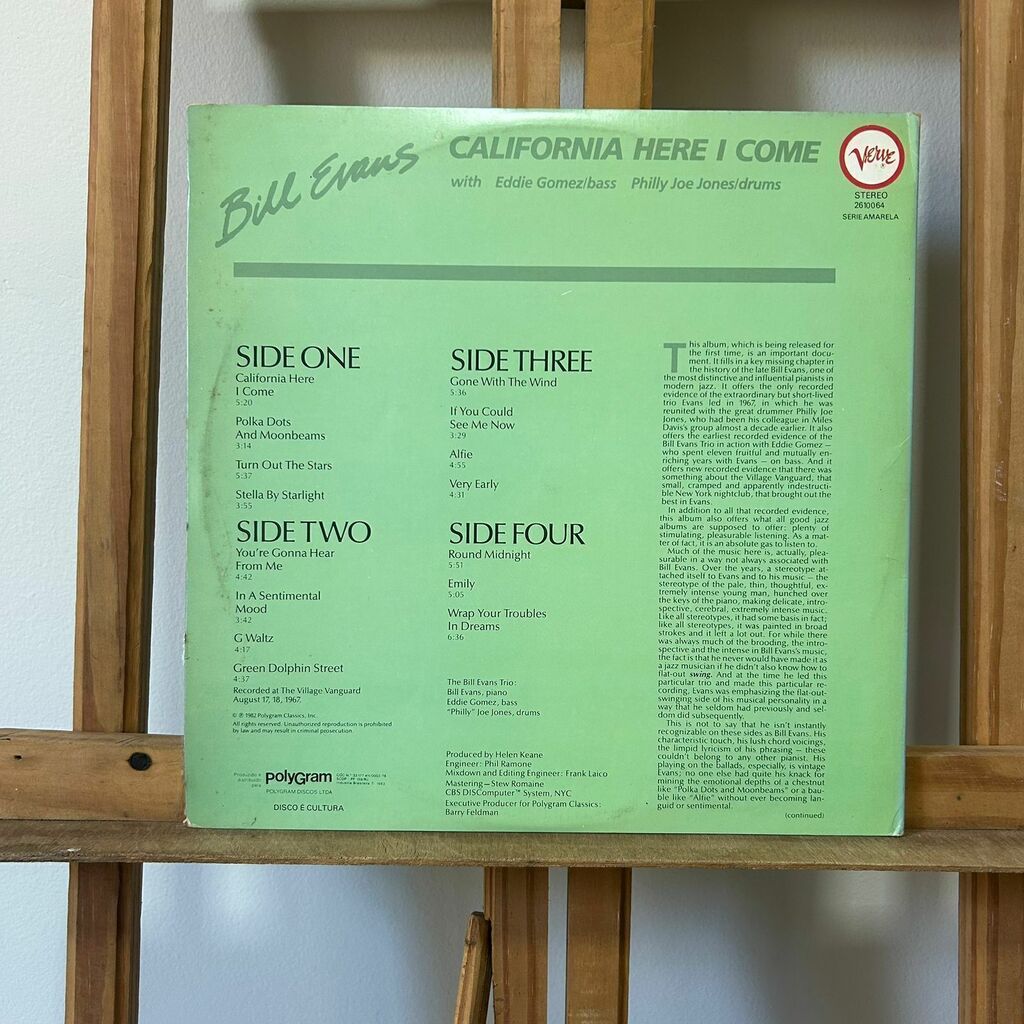 Bill Evans
CALIFORNIA HERE I COME
with Eddie Gomez/bass Philly Joe Jones/drums
Verve
STEREO
2610064
SERIE AMARELA
SIDE ONE
California Here
I Come
5:20
Polka Dots
And Moonbeams
3:14
Turn Out The Stars
5:37
Stella By Starlight
3:55
SIDE TWO
You're Gonna Hear
From Me
4:42
In A Sentimental
Mood
3:42
G Waltz
4:17
Green Dolphin Street
4:37
Recorded at The Village Vanguard
August 17, 18, 1967.
© ℗ 1982 Polygram Classics, Inc.
All rights reserved. Unauthorized reproduction is prohibited
by law and may result in criminal prosecution.
Produzido e
distribuído
pela
polyGram
POLYGRAM DISCOS LTDA
DISCO É CULTURA
SIDE THREE
Gone With The Wind
5:36
If You Could
See Me Now
3:29
Alfie
4:55
Very Early
4:31
SIDE FOUR
Round Midnight
5:51
Emily
5:05
Wrap Your Troubles
In Dreams
6:36
The Bill Evans Trio:
Bill Evans, piano
Eddie Gomez, bass
"Philly" Joe Jones, drums
Produced by Helen Keane
Engineer: Phil Ramone
Mixdown and Editing Engineer: Frank Laico
Mastering—Stew Romaine
CBS DISComputer™ System, NYC
Executive Producer for Polygram Classics:
Barry Feldman
This album, which is being released for
the first time, is an important docu-
ment. It fills in a key missing chapter in
the history of the late Bill Evans, one of
the most distinctive and influential pianists in
modern jazz. It offers the only recorded
evidence of the extraordinary but short-lived
trio Evans led in 1967, in which he was
reunited with the great drummer Philly Joe
Jones, who had been his colleague in Miles
Davis's group almost a decade earlier. It also
offers the earliest recorded evidence of the
Bill Evans Trio in action with Eddie Gomez —
who spent eleven fruitful and mutually en-
riching years with Evans — on bass. And it
offers new recorded evidence that there was
something about the Village Vanguard, that
small, cramped and apparently indestructi-
ble New York nightclub, that brought out the
best in Evans.
In addition to all that recorded evidence,
this album also offers what all good jazz
albums are supposed to offer: plenty of
stimulating, pleasurable listening. As a mat-
ter of fact, it is an absolute gas to listen to.
Much of the music here is, actually, plea-
surable in a way not always associated with
Bill Evans. Over the years, a stereotype at-
tached itself to Evans and to his music — the
stereotype of the pale, thin, thoughtful, ex-
tremely intense young man, hunched over
the keys of the piano, making delicate, intro-
spective, cerebral, extremely intense music.
Like all stereotypes, it had some basis in fact;
like all stereotypes, it was painted in broad
strokes and it left a lot out. For while there
was always much of the brooding, the intro-
spective and the intense in Bill Evans's music,
the fact is that he never would have made it as
a jazz musician if he didn't also know how to
flat-out swing. And at the time he led this
particular trio and made this particular re-
cording, Evans was emphasizing the flat-out-
swinging side of his musical personality in a
way that he seldom had previously and sel-
dom did subsequently.
This is not to say that he isn't instantly
recognizable on these sides as Bill Evans. His
characteristic touch, his lush chord voicings,
the limpid lyricism of his phrasing — these
couldn't belong to any other pianist. His
playing on the ballads, especially, is vintage
Evans; no one else had quite his knack for
mining the emotional depths of a chestnut
like "Polka Dots and Moonbeams" or a bau-
ble like "Alfie" without ever becoming lan-
guid or sentimental.
(continued)